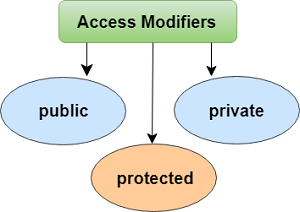 Access Modifiers
public
private
protected